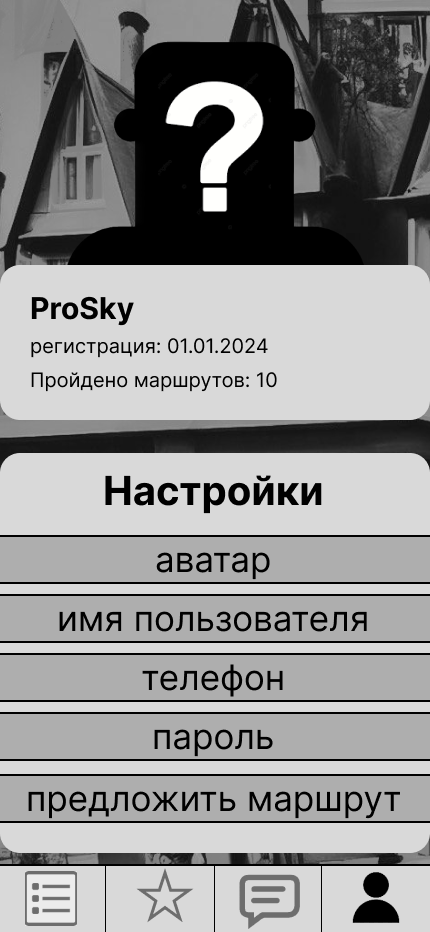 ?
ProSky
регистрация: 01.01.2024
Пройдено маршрутов: 10
Настройки
аватар
имя пользователя
телефон
пароль
предложить маршрут